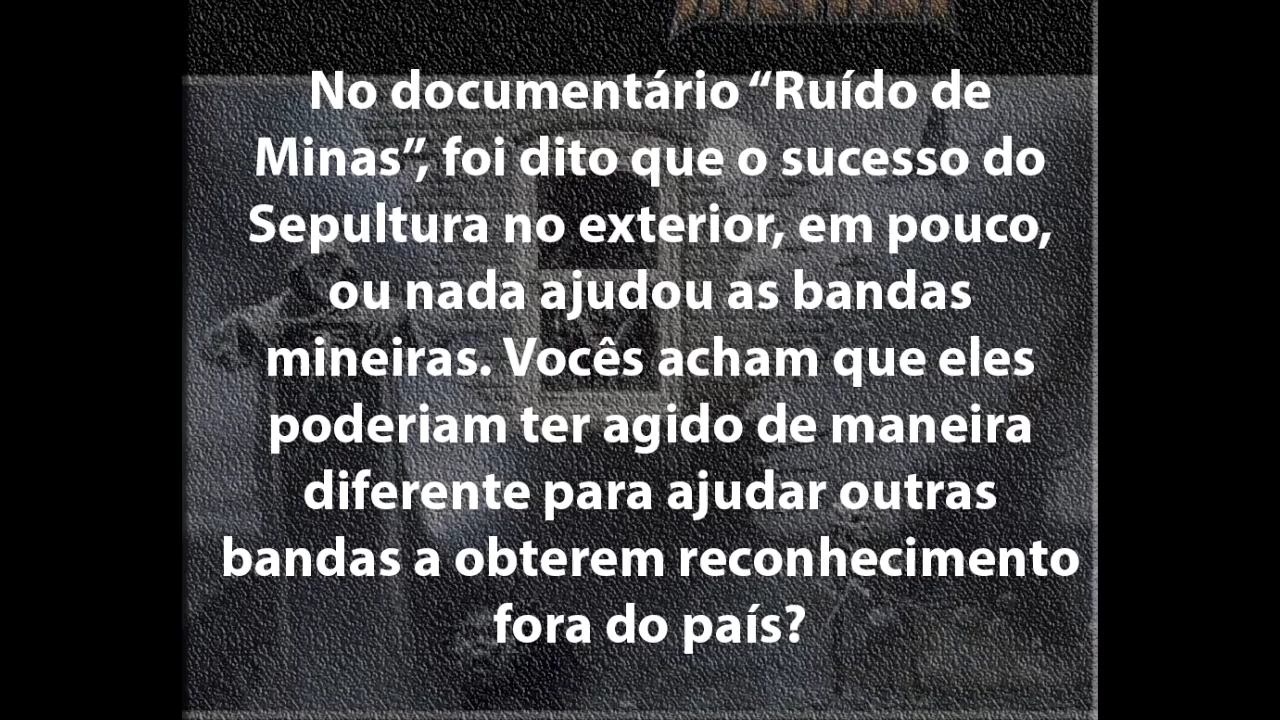 No documentário “Ruído de
Minas”, foi dito que o sucesso do
Sepultura no exterior, em pouco,
ou nada ajudou as bandas
mineiras. Vocês acham que eles
poderiam ter agido de maneira
diferente para ajudar outras
bandas a obterem reconhecimento
fora do país?